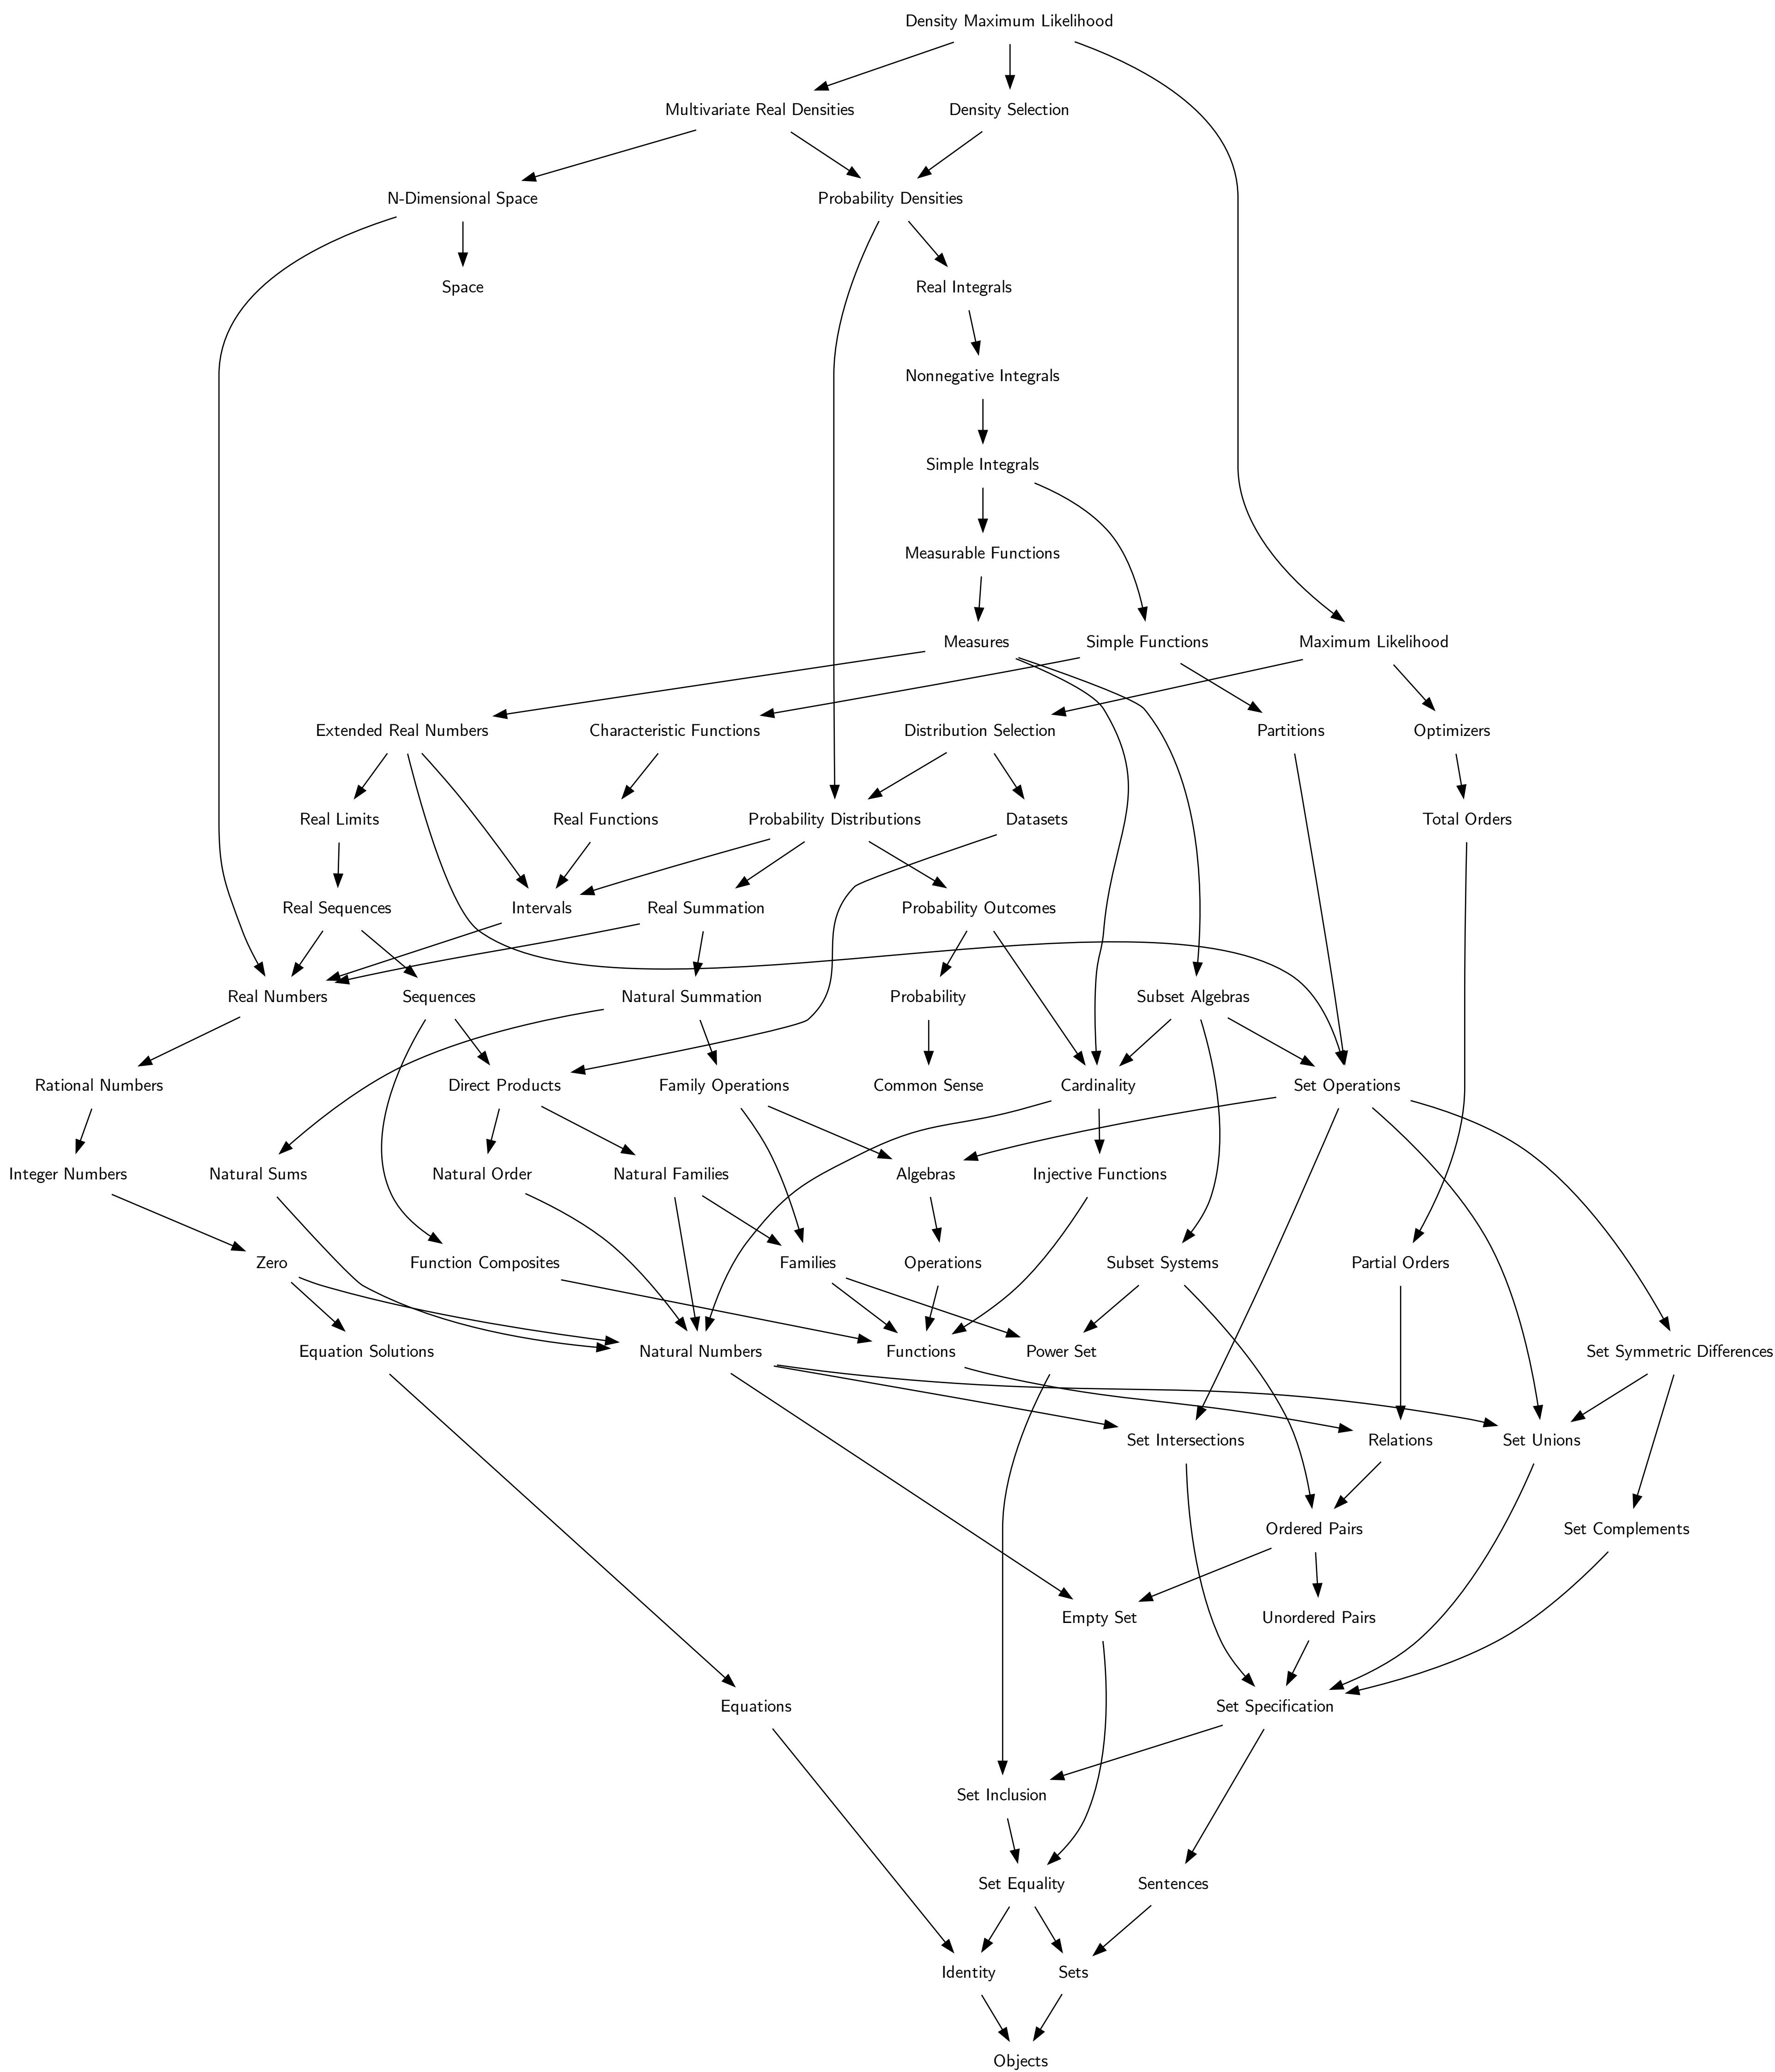 Density Maximum Likelihood
Multivariate Real Densities
Density Selection
N-Dimensional Space
Probability Densities
Space
Real Integrals
Nonnegative Integrals
Simple Integrals
Measurable Functions
Measures
Simple Functions
Maximum Likelihood
Extended Real Numbers
Characteristic Functions
Distribution Selection
Partitions
Optimizers
Real Limits
Real Functions
Probability Distributions
Datasets
Total Orders
Real Sequences
Intervals
Real Summation
Probability Outcomes
Real Numbers
Sequences
Natural Summation
Probability
Subset Algebras
Rational Numbers
Direct Products
Family Operations
Common Sense
Cardinality
Set Operations
Integer Numbers
Natural Sums
Natural Order
Natural Families
Algebras
Injective Functions
Zero
Function Composites
Families
Operations
Subset Systems
Partial Orders
Equation Solutions
Natural Numbers
Functions
Power Set
Set Symmetric Differences
Set Intersections
Relations
Set Unions
Ordered Pairs
Set Complements
Empty Set
Unordered Pairs
Equations
Set Specification
Set Inclusion
Set Equality
Sentences
Identity
Sets
Objects